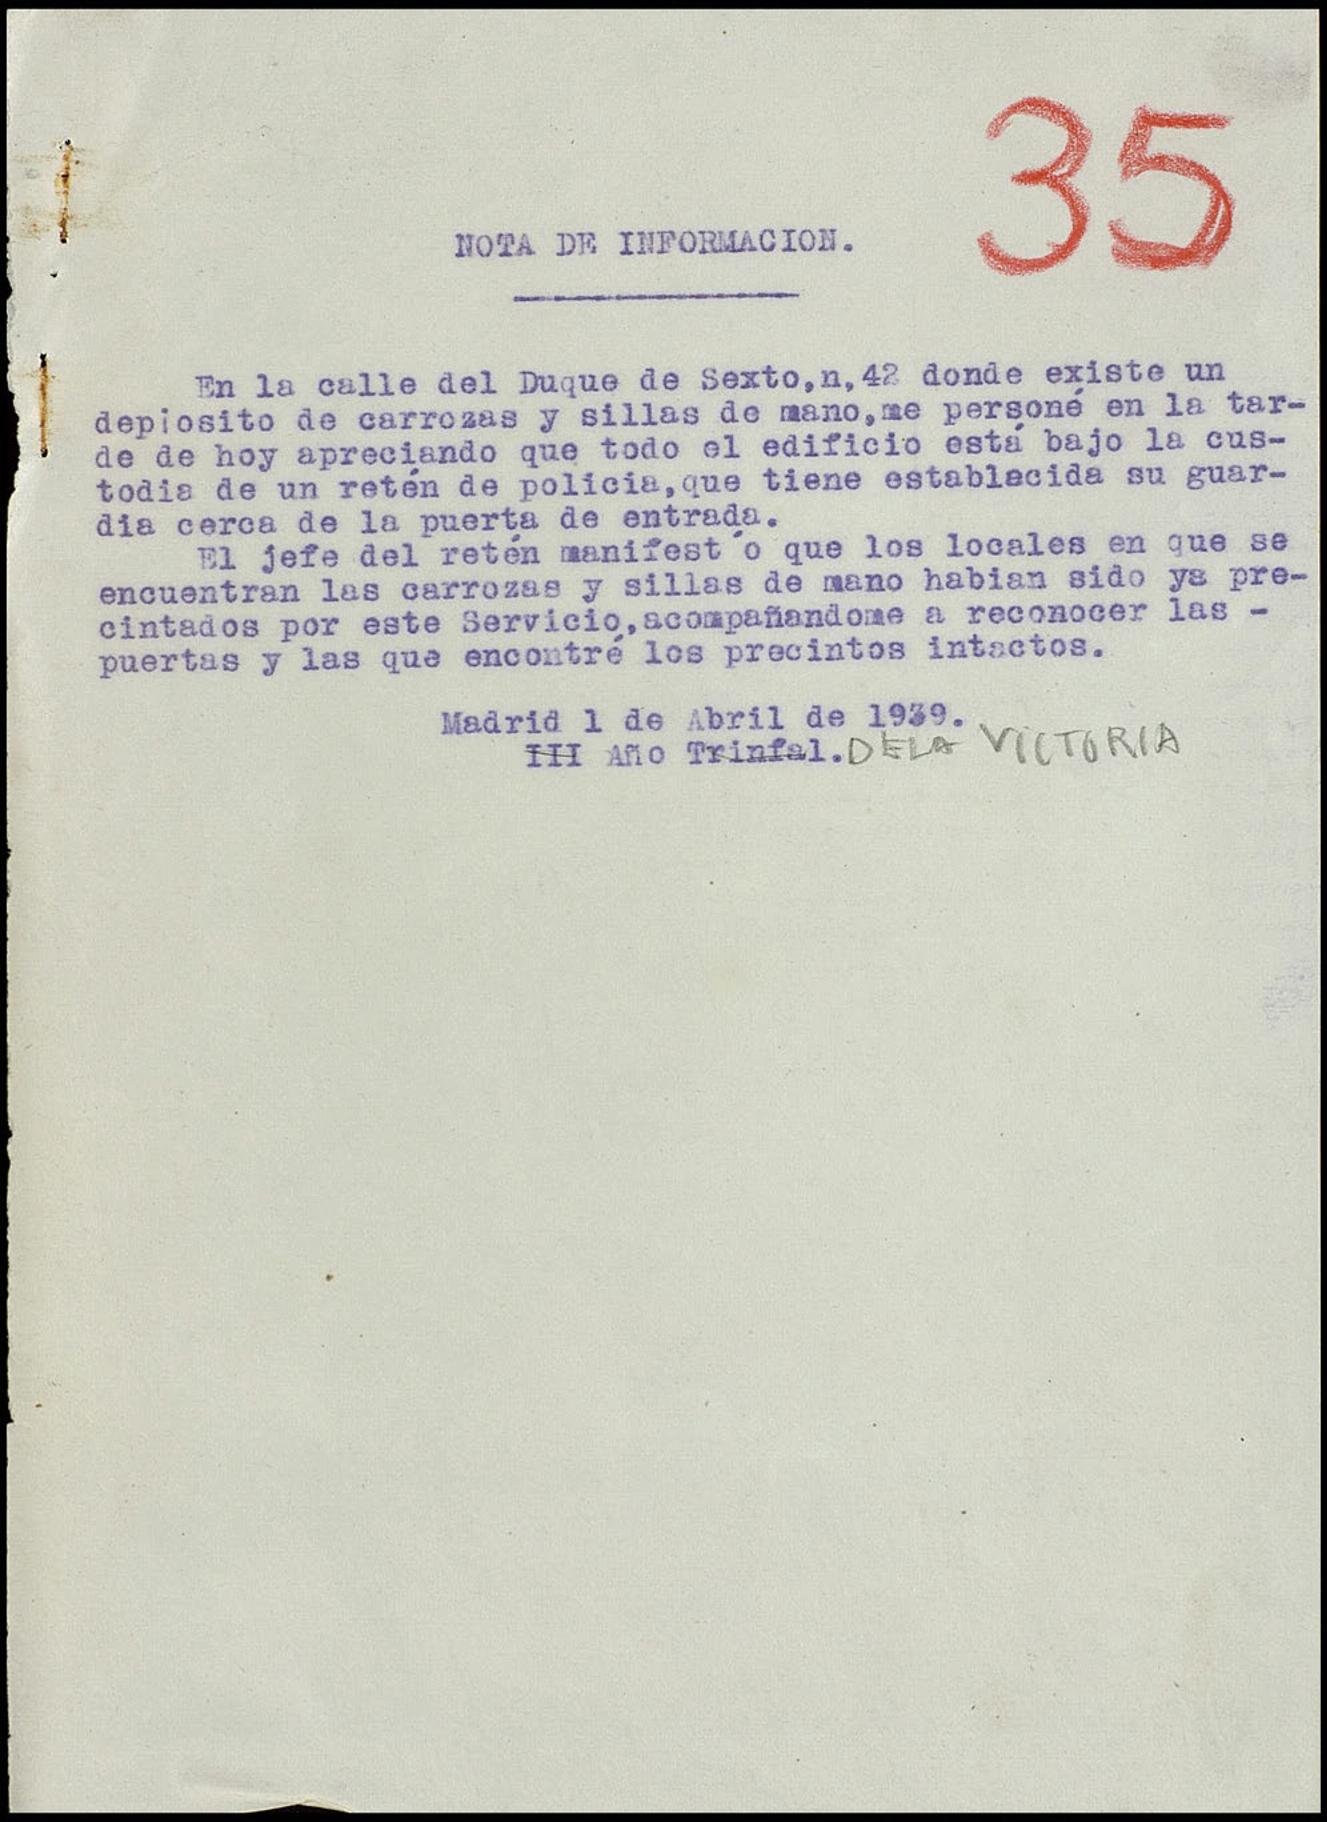 35
NOTA DE INFORMACION.
En la calle del Duque de Sexto,n,42 donde existe un
depiosito de carrozas y sillas de mano,me personé en la tar-
de de hoy apreciando que todo el edificio está bajo la cus-
todia de un retén de policia,que tiene establecida su guar-
dia cerca de la puerta de entrada.
El jefe del retén manifest´o que los locales en que se
encuentran las carrozas y sillas de mano habian sido ya pre-
cintados por este Servicio,acompañandome a reconocer las -
puertas y las que encontré los precintos intactos.
Madrid 1 de Abril de 1939.
III Año Trinfal. DE LA VICTORIA